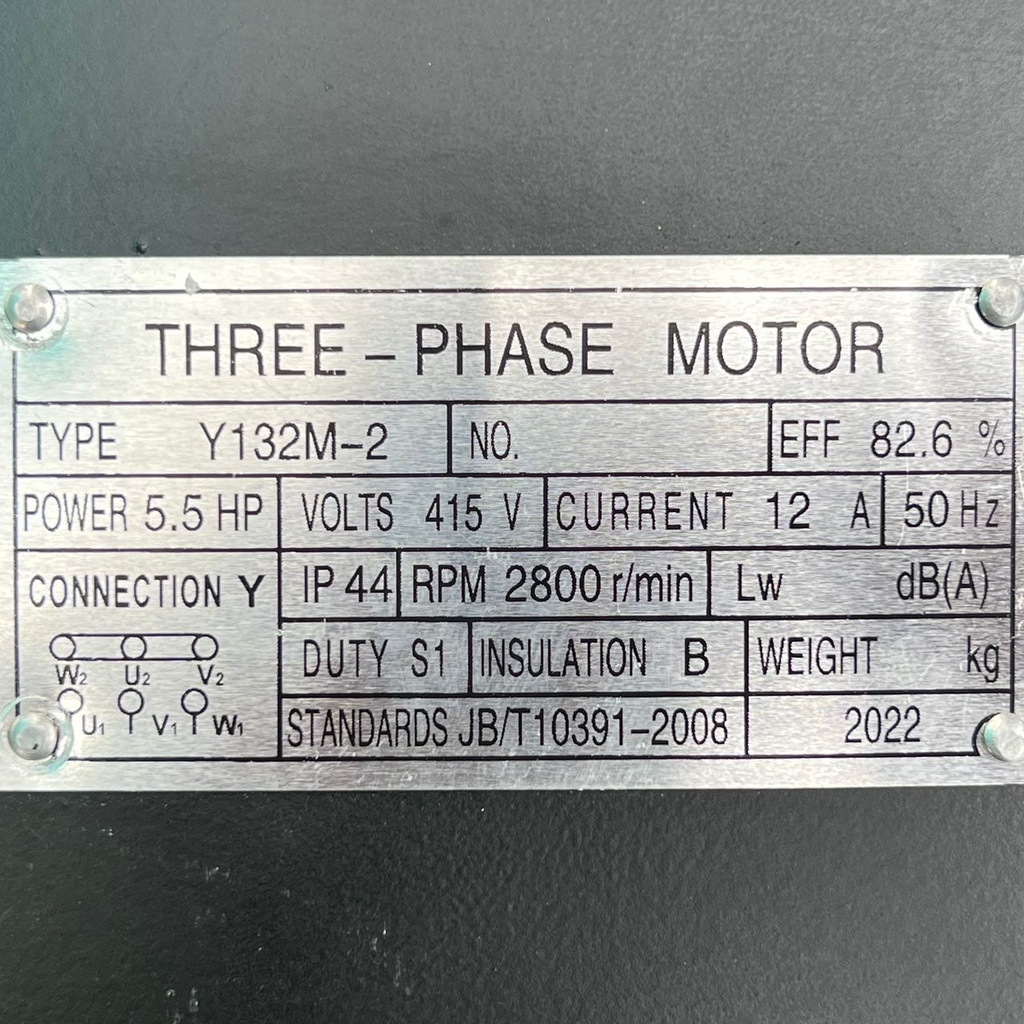 THREE-PHASE MOTOR
TYPE Y132M-2 NO. EFF 82.6 %
POWER 5.5 HP VOLTS 415 V CURRENT 12 A 50 Hz
CONNECTION Y IP 44 RPM 2800 r/min Lw dB(A)
W2 U2 V2 DUTY S1 INSULATION B WEIGHT kg
U1 V1 W1 STANDARDS JB/T10391-2008 2022